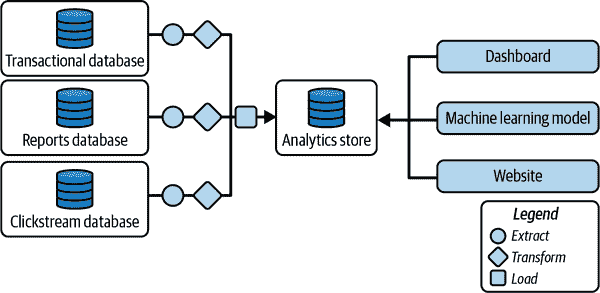 Transactional database
Reports database
Clickstream database
Analytics store
Dashboard
Machine learning model
Website
Legend
Extract
Transform
Load